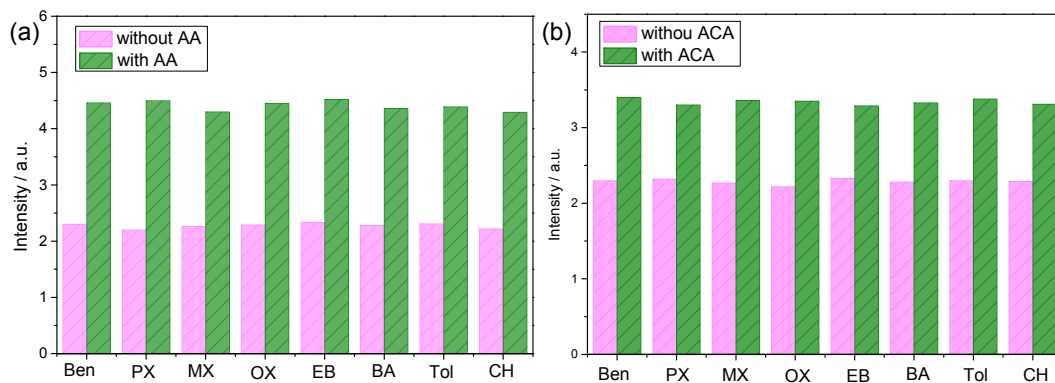 (a)
without AA
with AA
Intensity / a.u.
6
5
4
3
2
1
0
Ben PX MX OX EB BA Tol CH
(b)
withou ACA
with ACA
Intensity / a.u.
4
3
2
1
0
Ben PX MX OX EB BA Tol CH